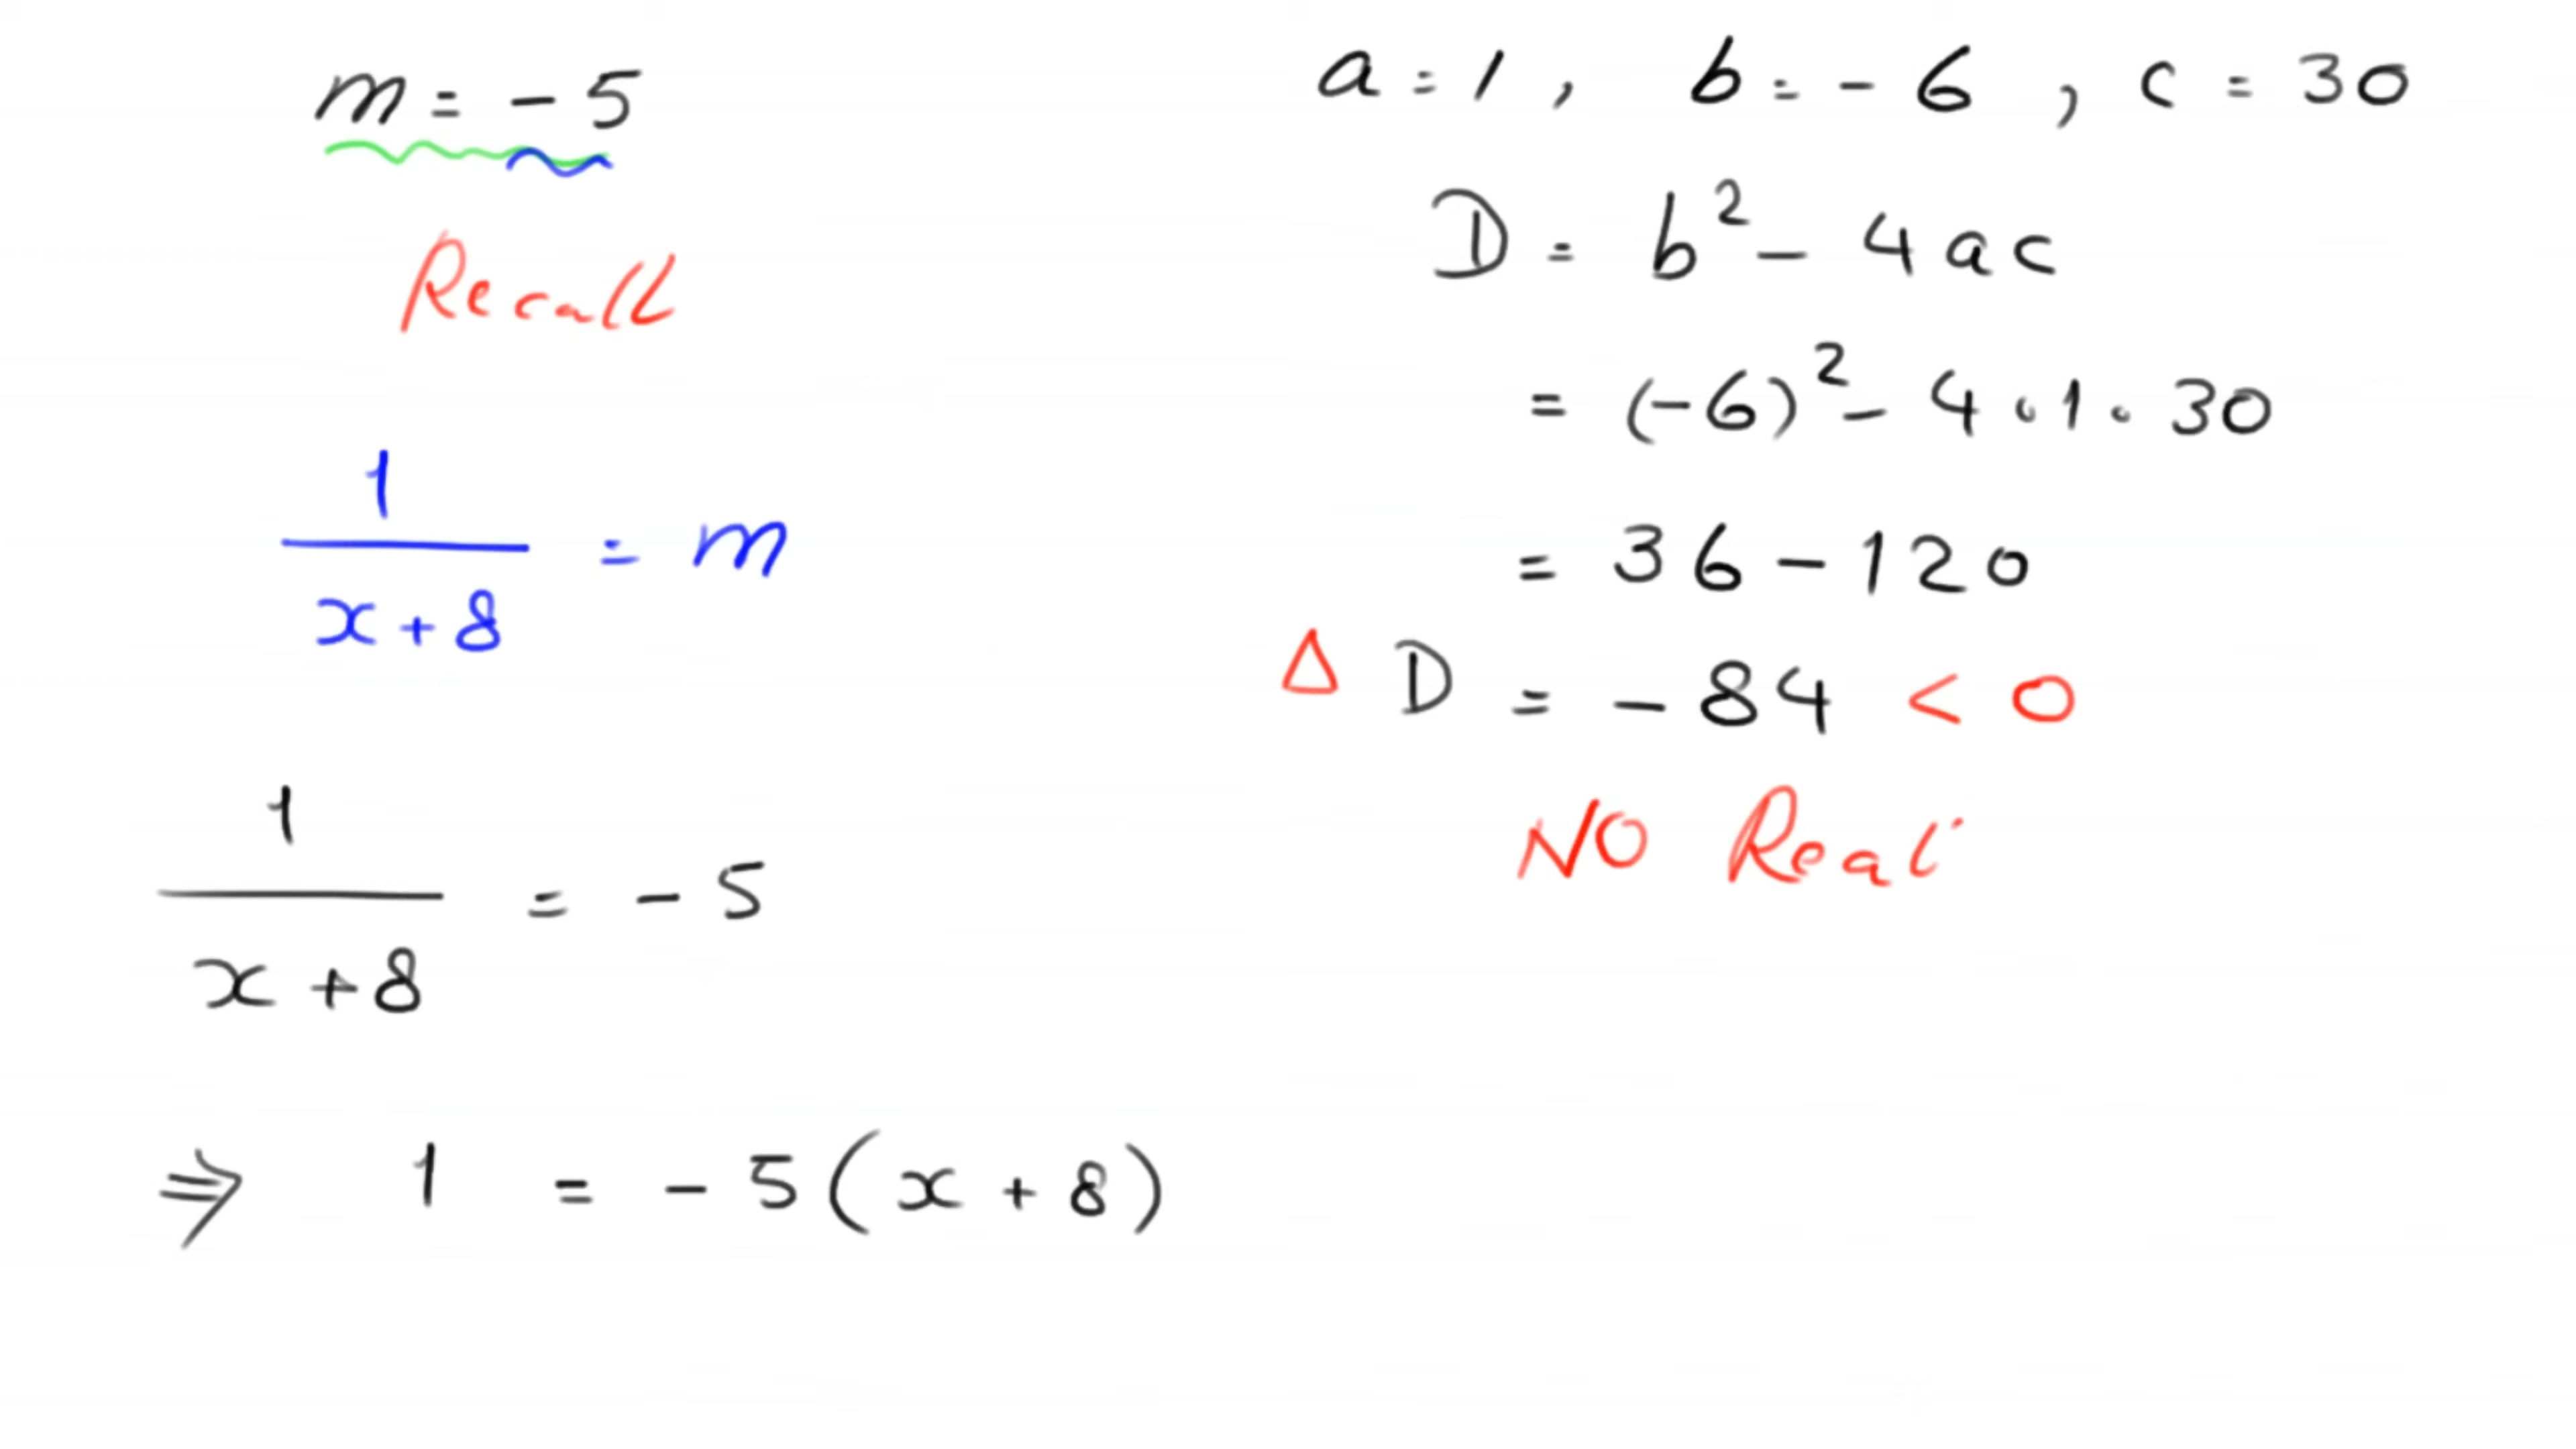 m = -5
Recall
1
x + 8
= m
1
x + 8
= -5
⇒ 1 = -5(x + 8)
a = 1, b = -6, c = 30
D = b² - 4ac
= (-6)² - 4·1·30
= 36 - 120
Δ D = -84 < 0
NO Real